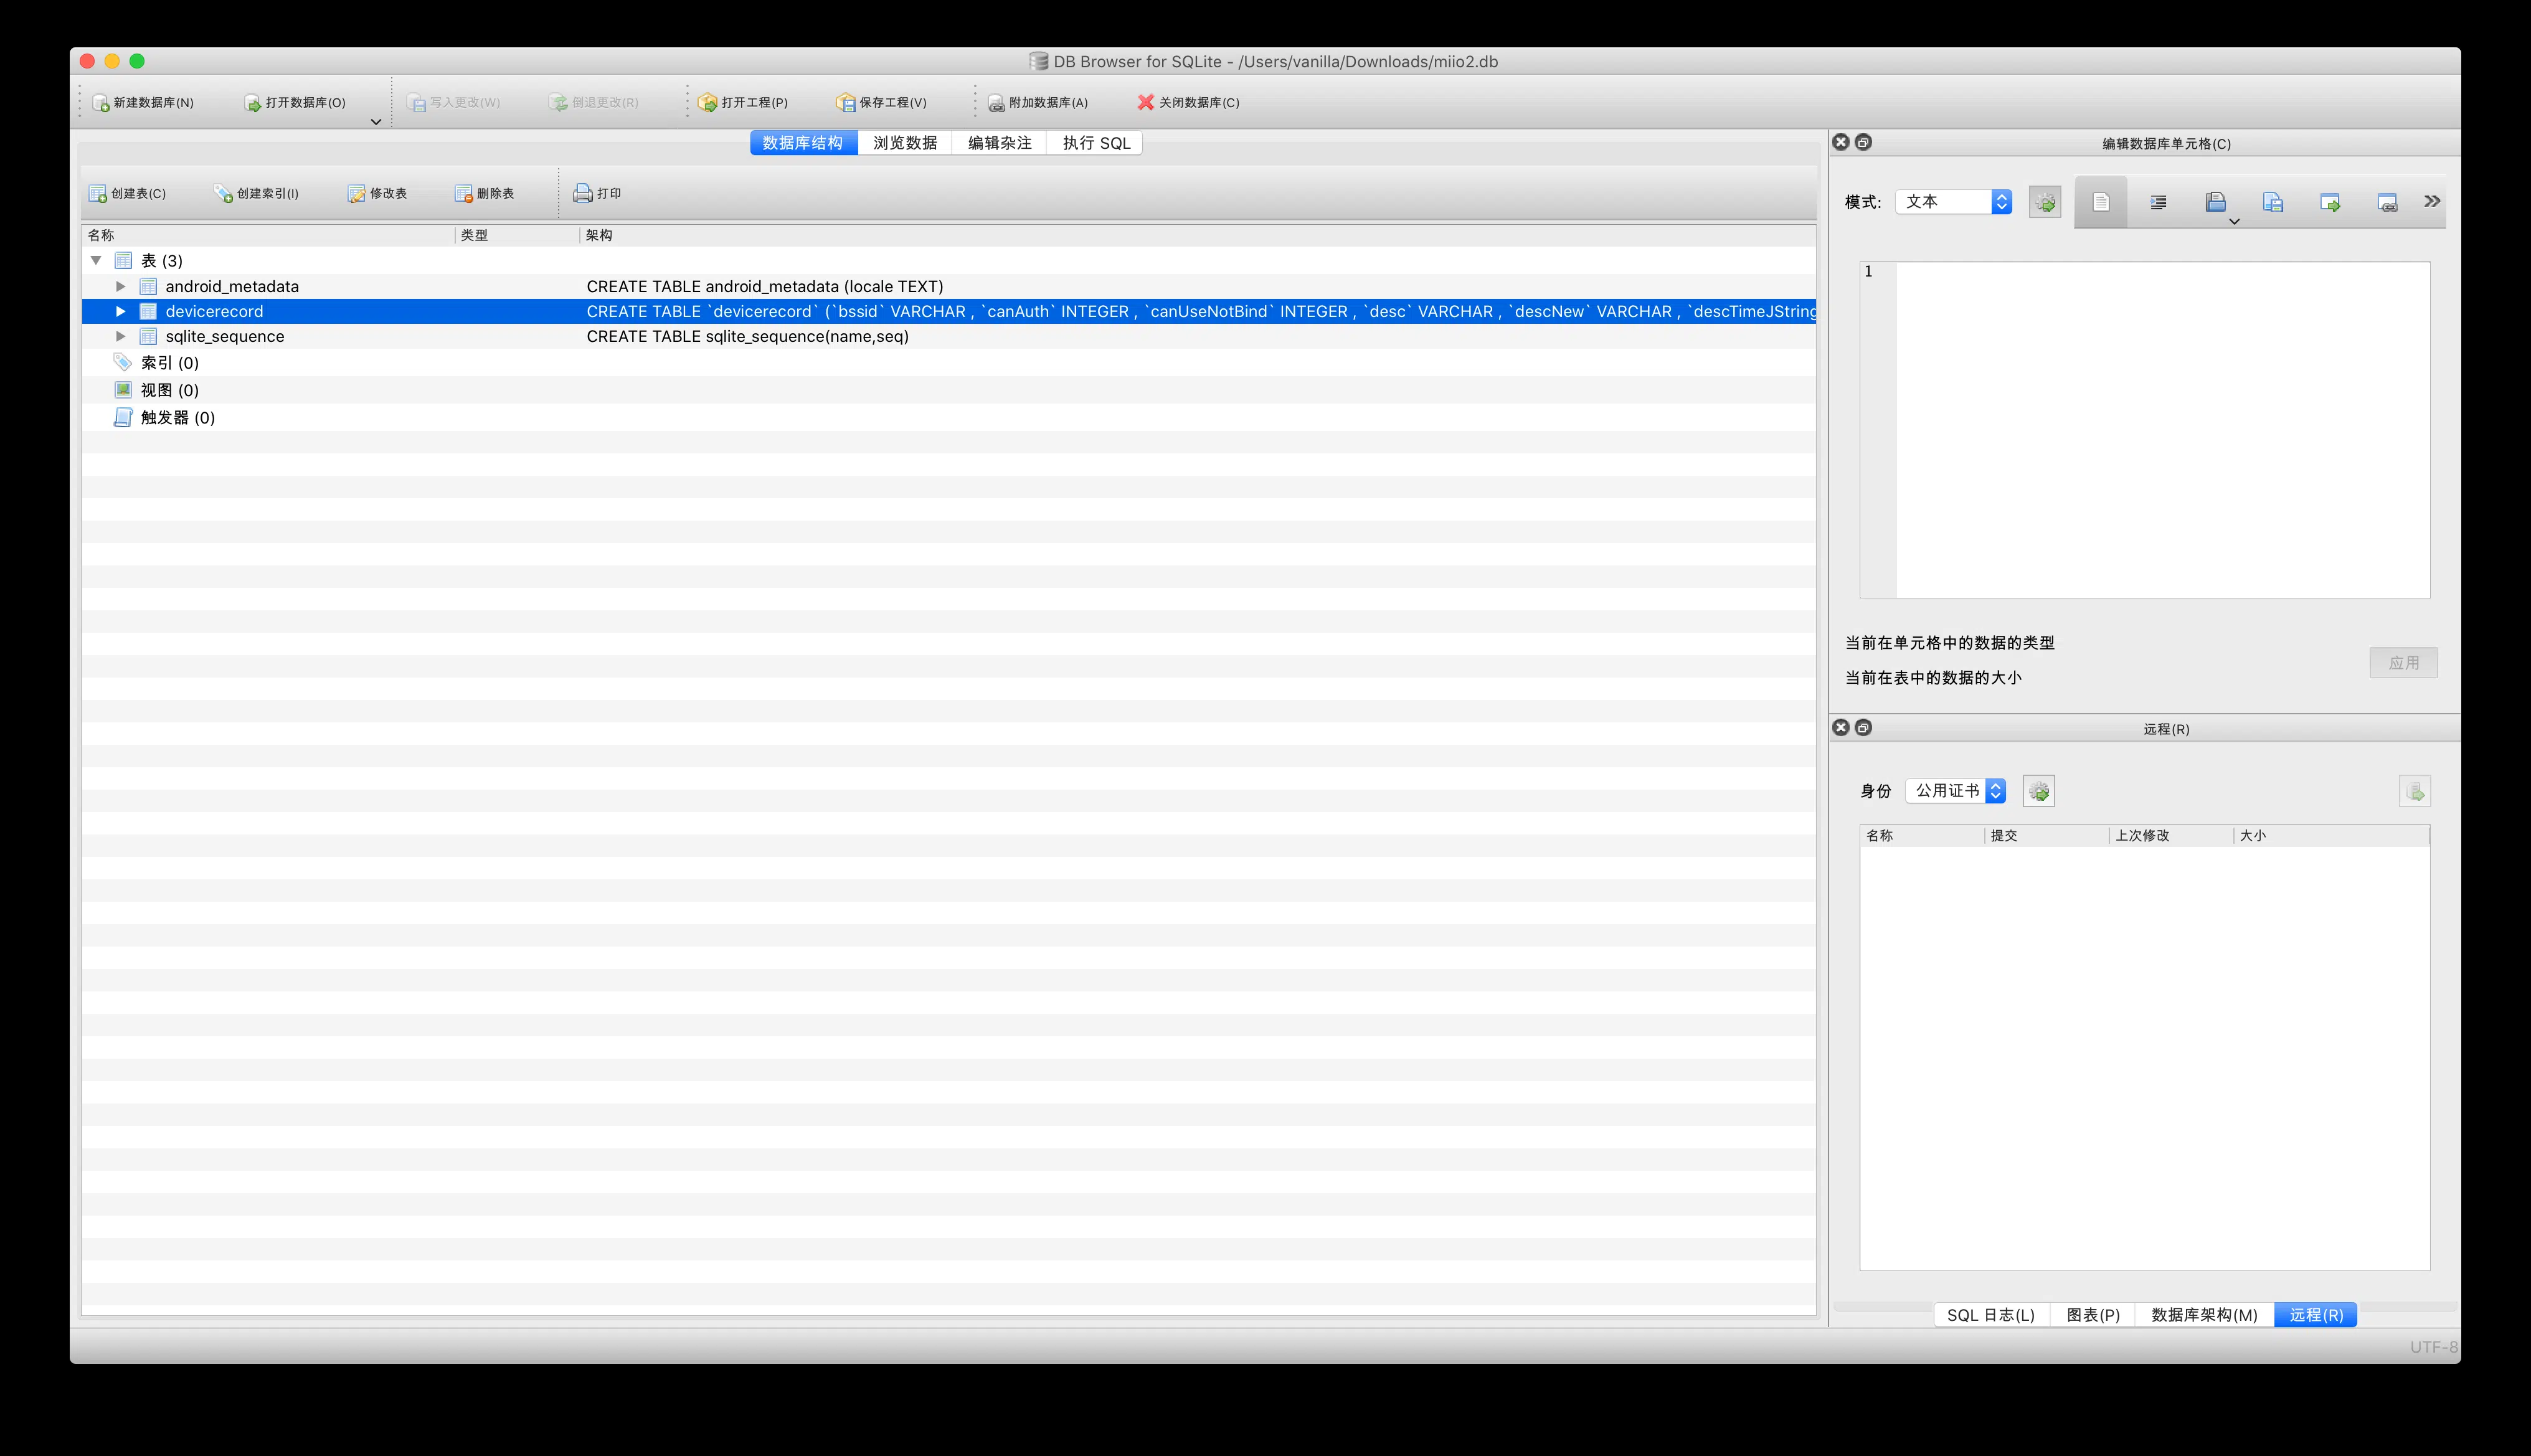 DB Browser for SQLite - /Users/vanilla/Downloads/miio2.db
新建数据库(N) 打开数据库(O) 写入更改(W) 倒退更改(R) 打开工程(P) 保存工程(V) 附加数据库(A) 关闭数据库(C)
数据库结构 浏览数据 编辑杂注 执行 SQL
创建表(C) 创建索引(I) 修改表 删除表 打印
名称 类型 架构
表 (3)
android_metadata CREATE TABLE android_metadata (locale TEXT)
devicerecord CREATE TABLE `devicerecord` (`bssid` VARCHAR , `canAuth` INTEGER , `canUseNotBind` INTEGER , `desc` VARCHAR , `descNew` VARCHAR , `descTimeJString
sqlite_sequence CREATE TABLE sqlite_sequence(name,seq)
索引 (0)
视图 (0)
触发器 (0)
编辑数据库单元格(C)
模式: 文本
1
当前在单元格中的数据的类型
当前在表中的数据的大小
应用
远程(R)
身份 公用证书
名称 提交 上次修改 大小
SQL 日志(L) 图表(P) 数据库架构(M) 远程(R)
UTF-8